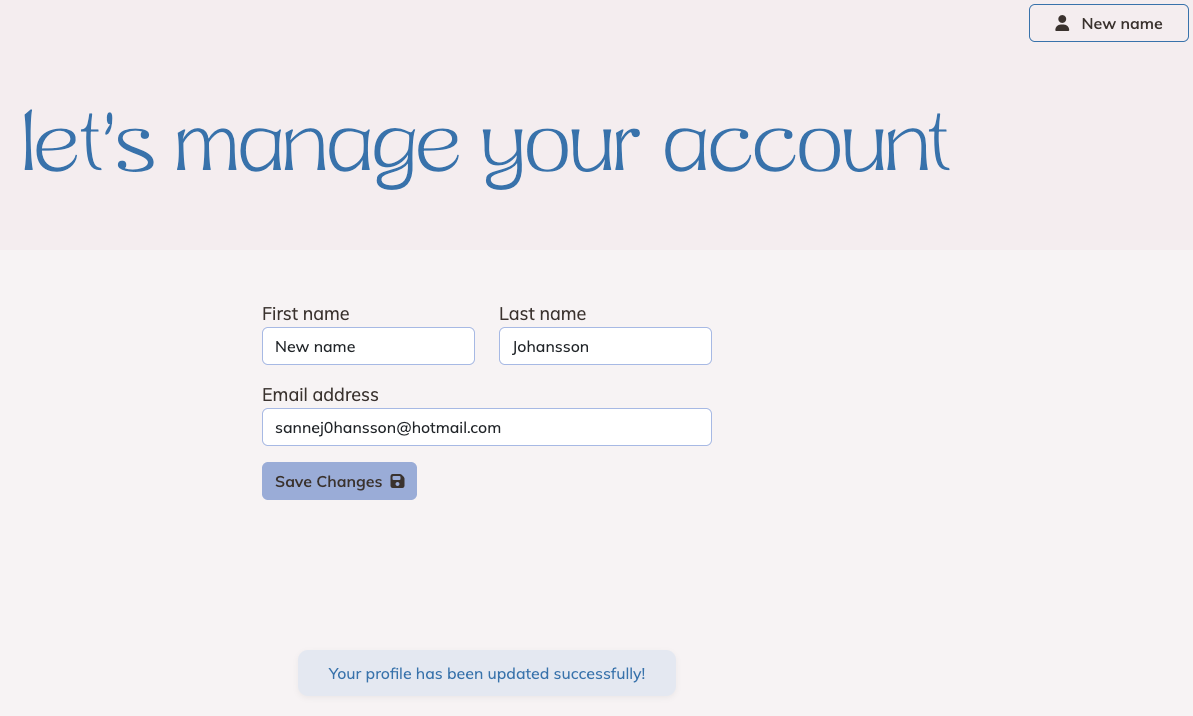 New name
let's manage your account
First name Last name
New name Johansson
Email address
sannej0hansson@hotmail.com
Save Changes
Your profile has been updated successfully!